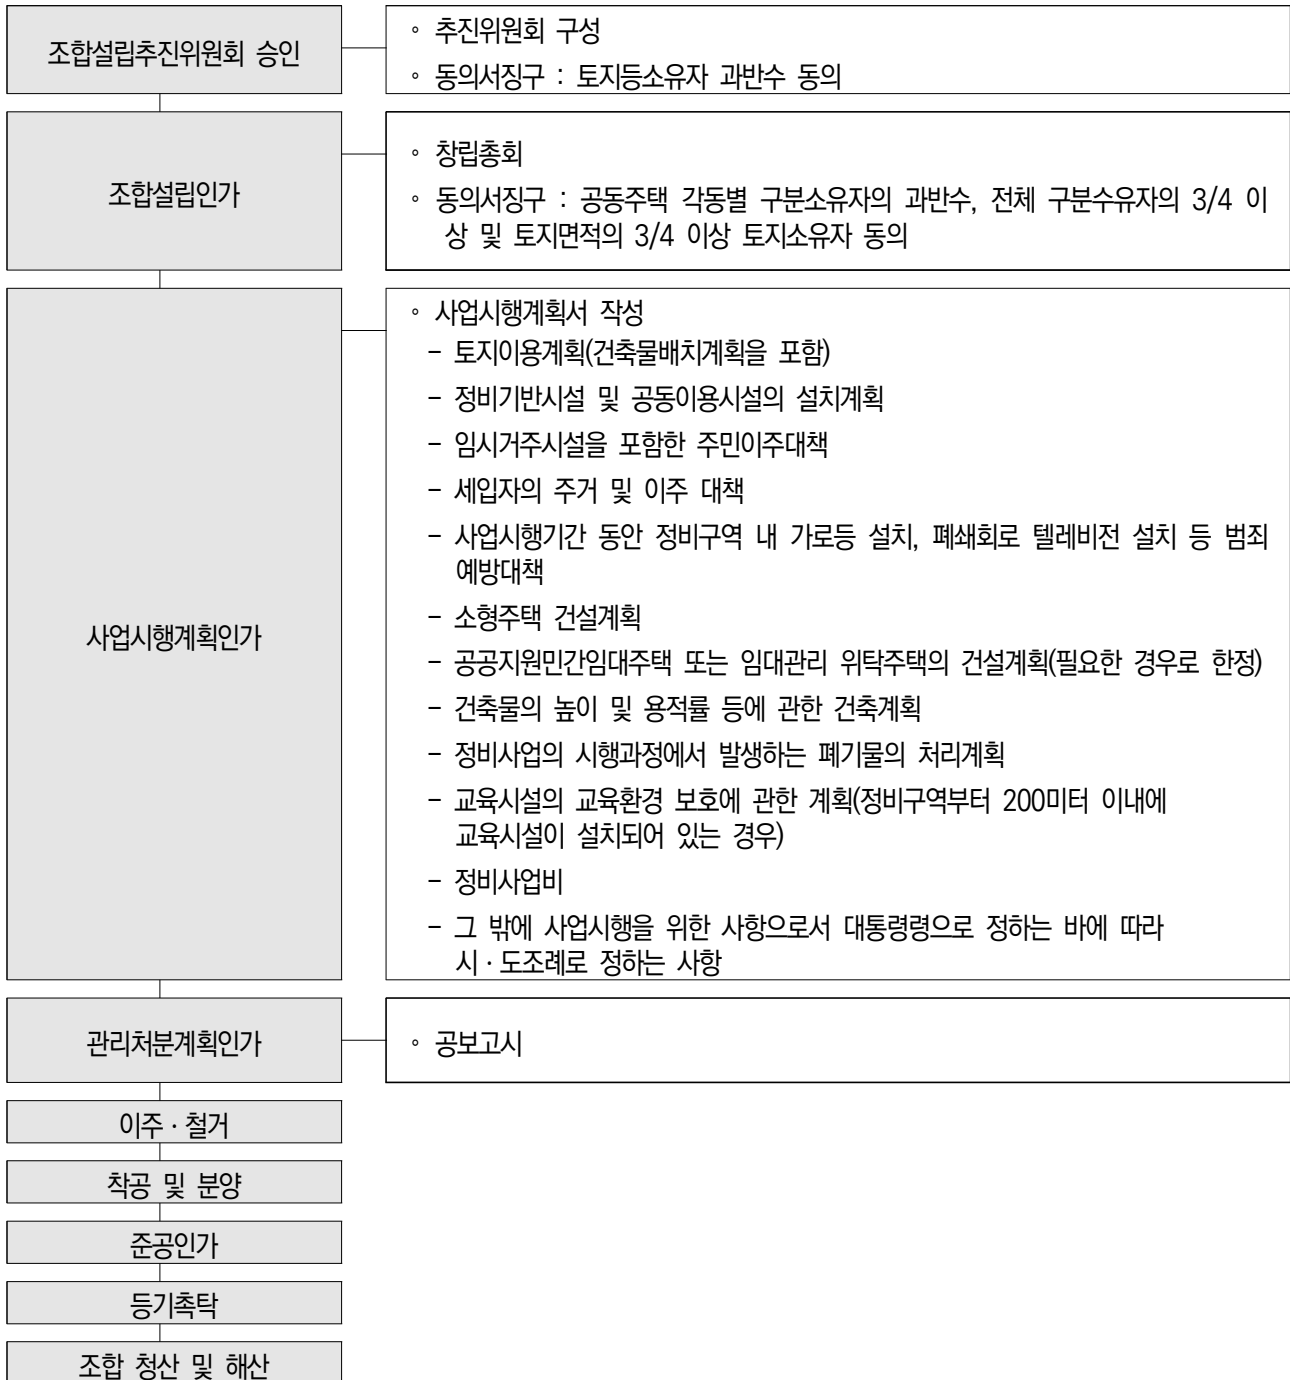 조합설립추진위원회 승인
◦ 추진위원회 구성
◦ 동의서징구 : 토지등소유자 과반수 동의
조합설립인가
◦ 창립총회
◦ 동의서징구 : 공동주택 각동별 구분소유자의 과반수, 전체 구분수유자의 3/4 이
상 및 토지면적의 3/4 이상 토지소유자 동의
사업시행계획인가
◦ 사업시행계획서 작성
- 토지이용계획(건축물배치계획을 포함)
- 정비기반시설 및 공동이용시설의 설치계획
- 임시거주시설을 포함한 주민이주대책
- 세입자의 주거 및 이주 대책
- 사업시행기간 동안 정비구역 내 가로등 설치, 폐쇄회로 텔레비전 설치 등 범죄
예방대책
- 소형주택 건설계획
- 공공지원민간임대주택 또는 임대관리 위탁주택의 건설계획(필요한 경우로 한정)
- 건축물의 높이 및 용적률 등에 관한 건축계획
- 정비사업의 시행과정에서 발생하는 폐기물의 처리계획
- 교육시설의 교육환경 보호에 관한 계획(정비구역부터 200미터 이내에
교육시설이 설치되어 있는 경우)
- 정비사업비
- 그 밖에 사업시행을 위한 사항으로서 대통령령으로 정하는 바에 따라
시·도조례로 정하는 사항
관리처분계획인가
◦ 공보고시
이주·철거
착공 및 분양
준공인가
등기촉탁
조합 청산 및 해산